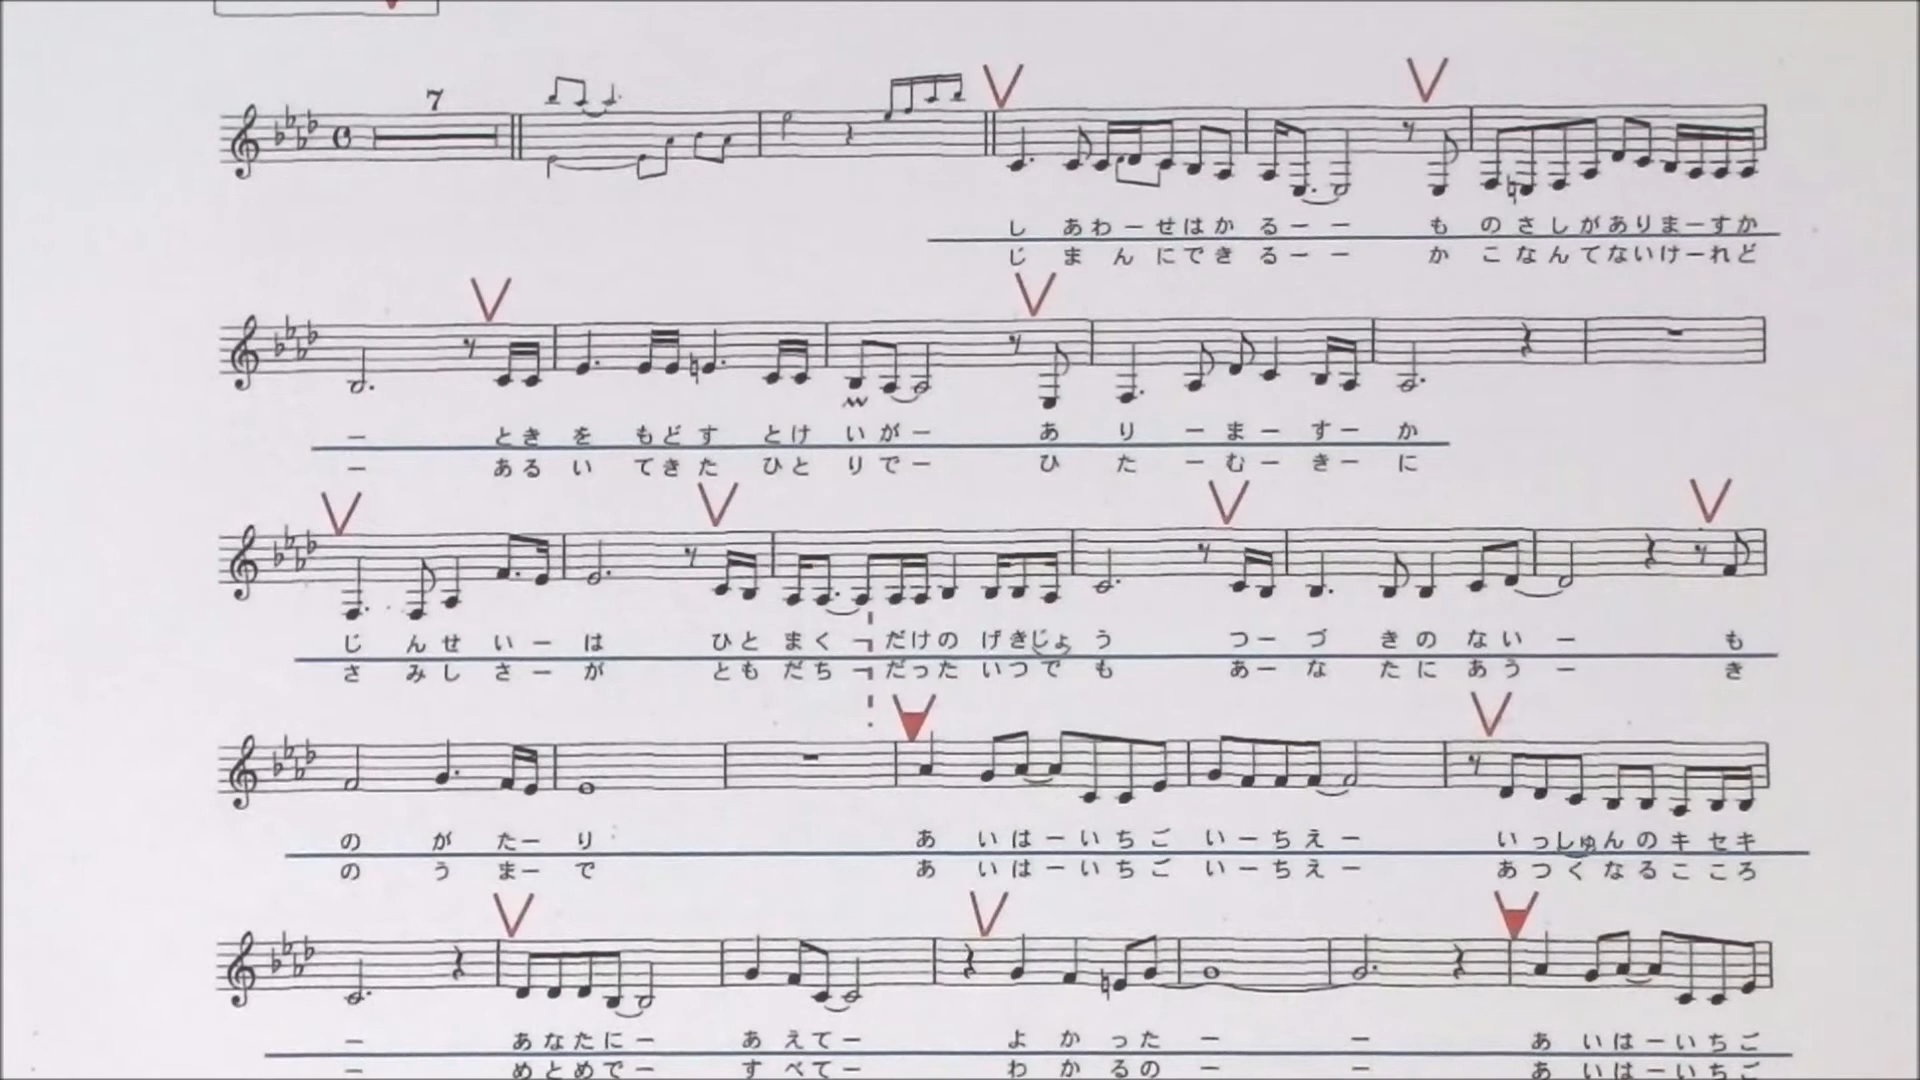 7
し あわーせはか るーー も のさしがありまーすか
じ まんにできるーー か こなんてないけーれど
ー ときを もどす とけ いがー あ り ーまーすーか
ー あるい てきた ひと りでー ひ た ーむーきーに
じ んせいーは ひと まくーだけの げきじょう つーづ きの ないー も
さ みしさーが とも だちーだった いつでも あーな たに あうー き
の がたーり あ いはーいちご いーちえー いっしゅんのキセキ
の うまーで あ いはーいちご いーちえー あつくなるこころ
ー あなたにー あえてー よ かった ー ー あ いはーいちご
ー めとめでー すべてー わ かるの ー ー あ いはーいちご